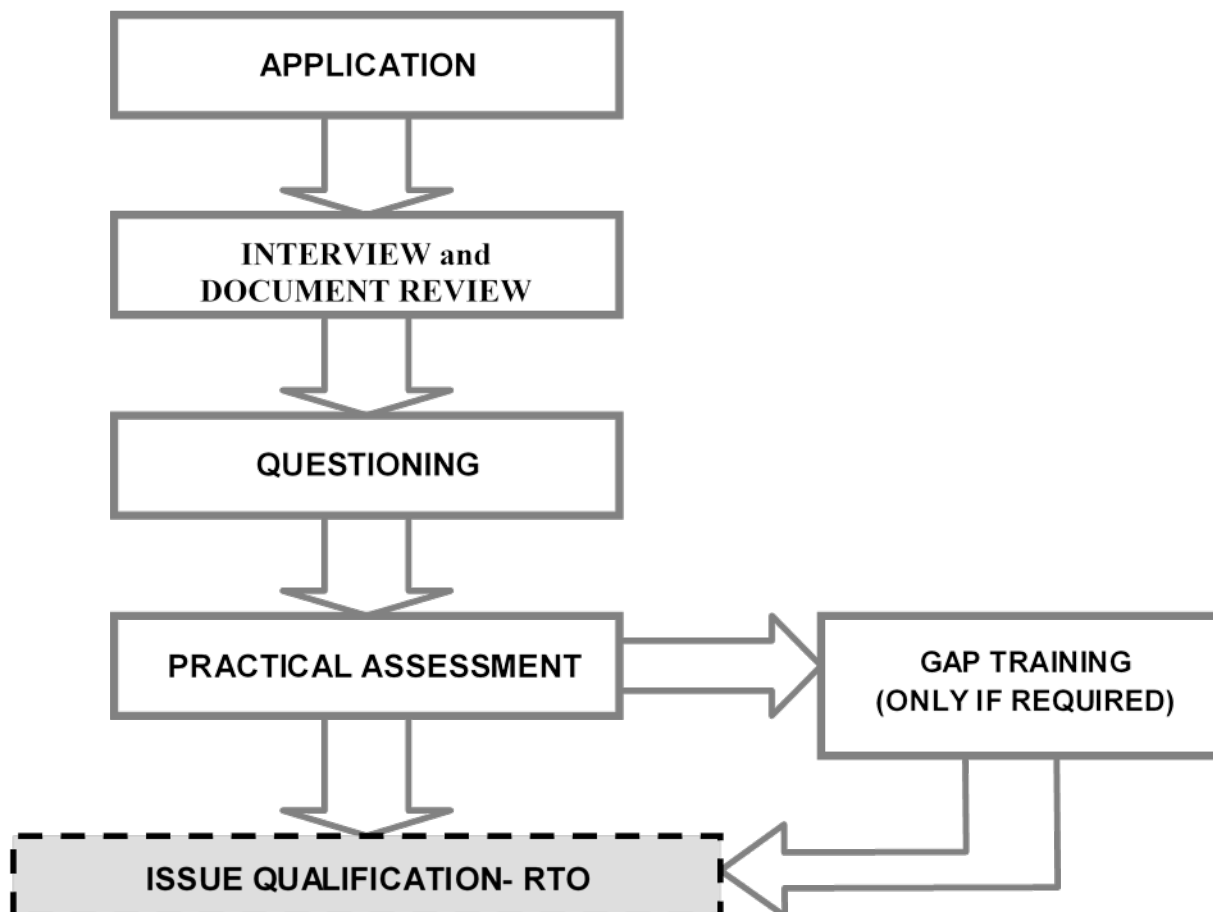 APPLICATION
INTERVIEW and
DOCUMENT REVIEW
QUESTIONING
PRACTICAL ASSESSMENT
GAP TRAINING
(ONLY IF REQUIRED)
ISSUE QUALIFICATION- RTO